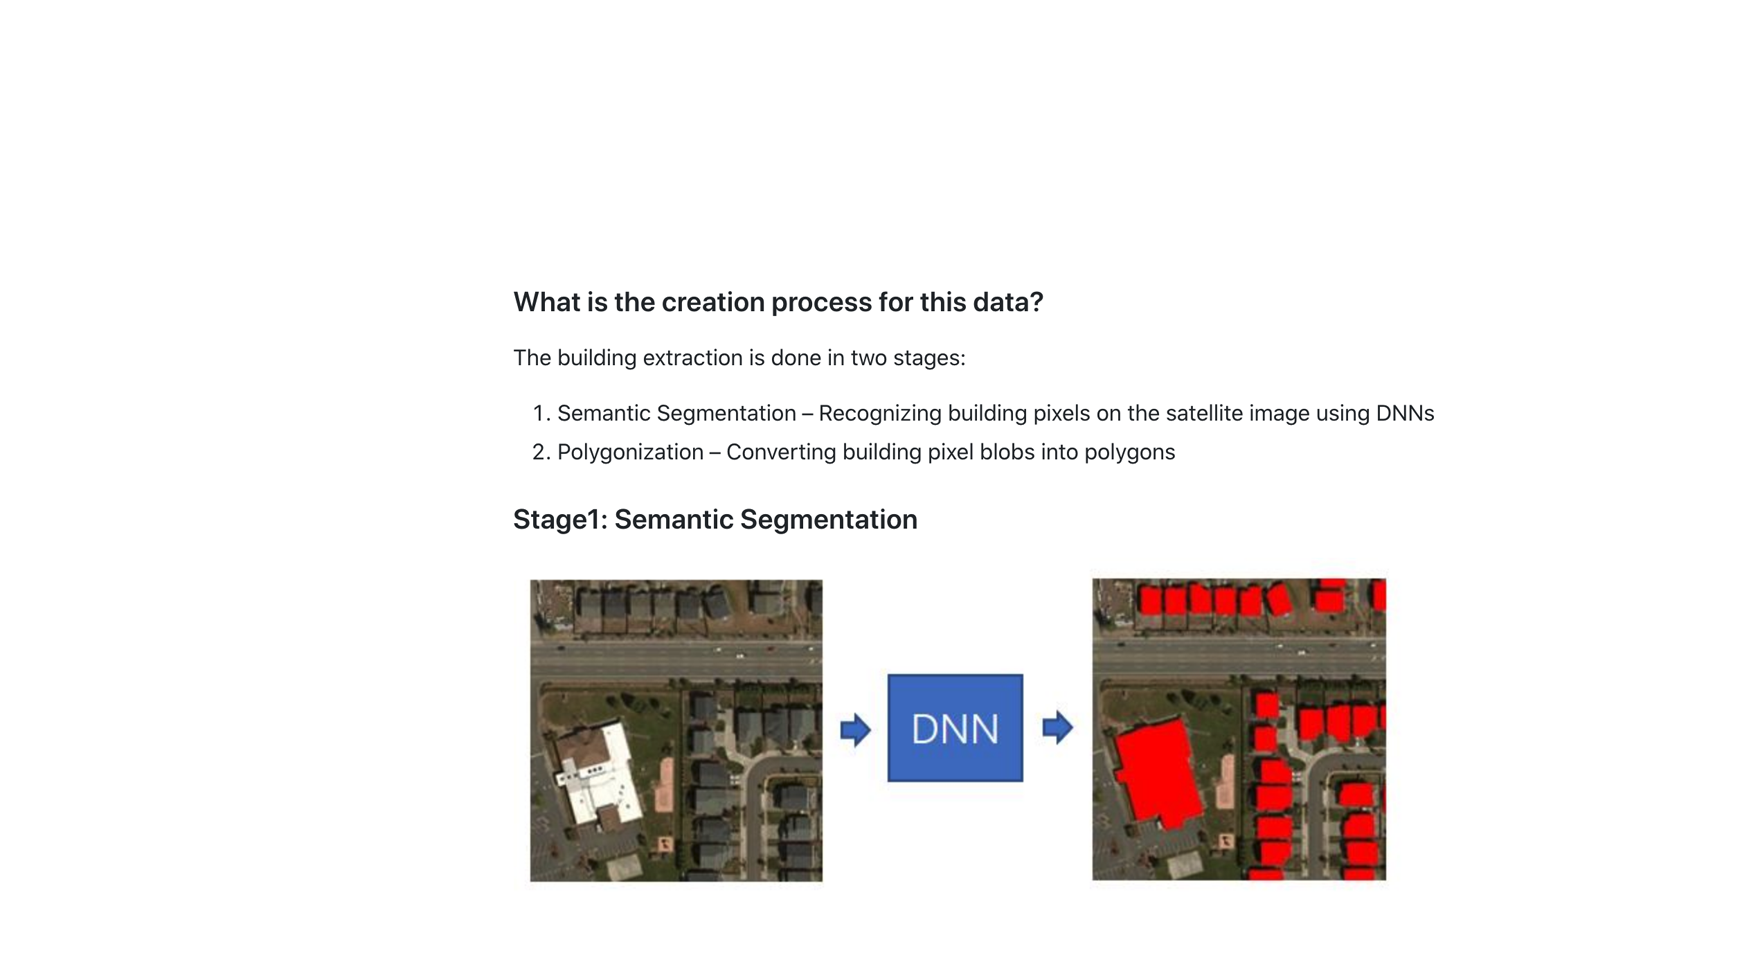 What is the creation process for this data?
The building extraction is done in two stages:
1. Semantic Segmentation – Recognizing building pixels on the satellite image using DNNs
2. Polygonization – Converting building pixel blobs into polygons
Stage1: Semantic Segmentation
DNN